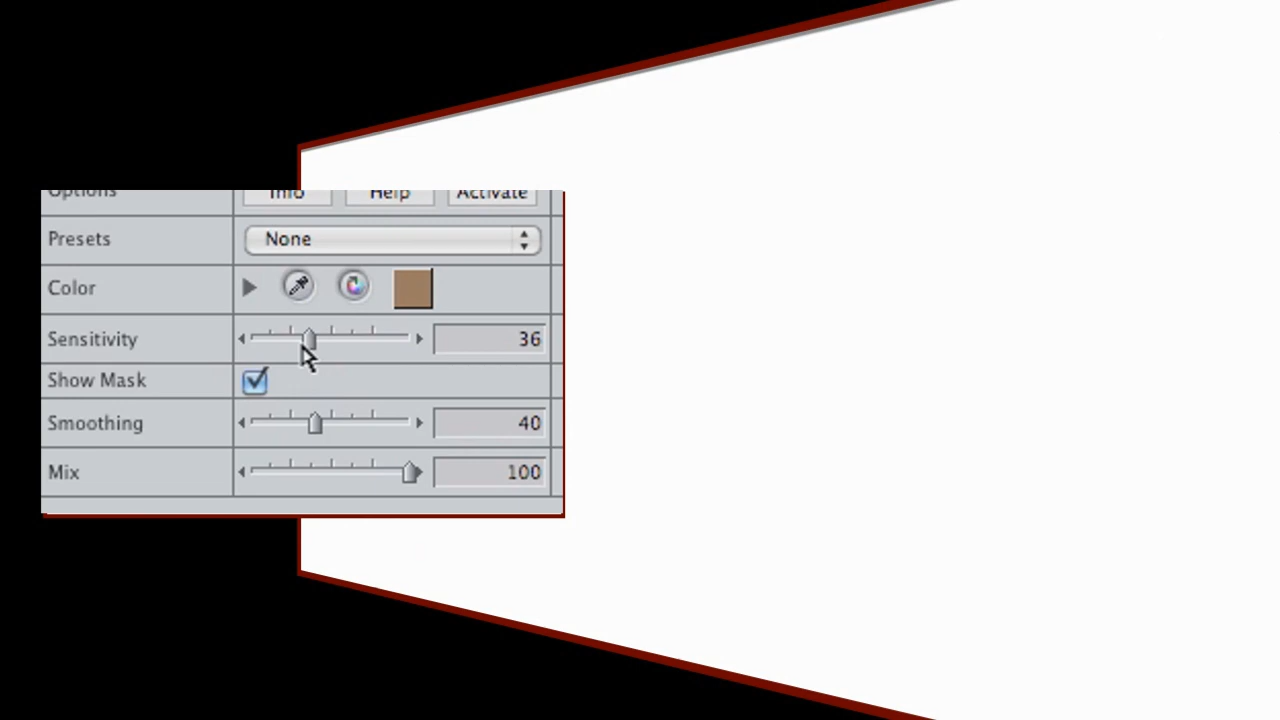 Options Info Help Activate
Presets None
Color
Sensitivity 36
Show Mask
Smoothing 40
Mix 100